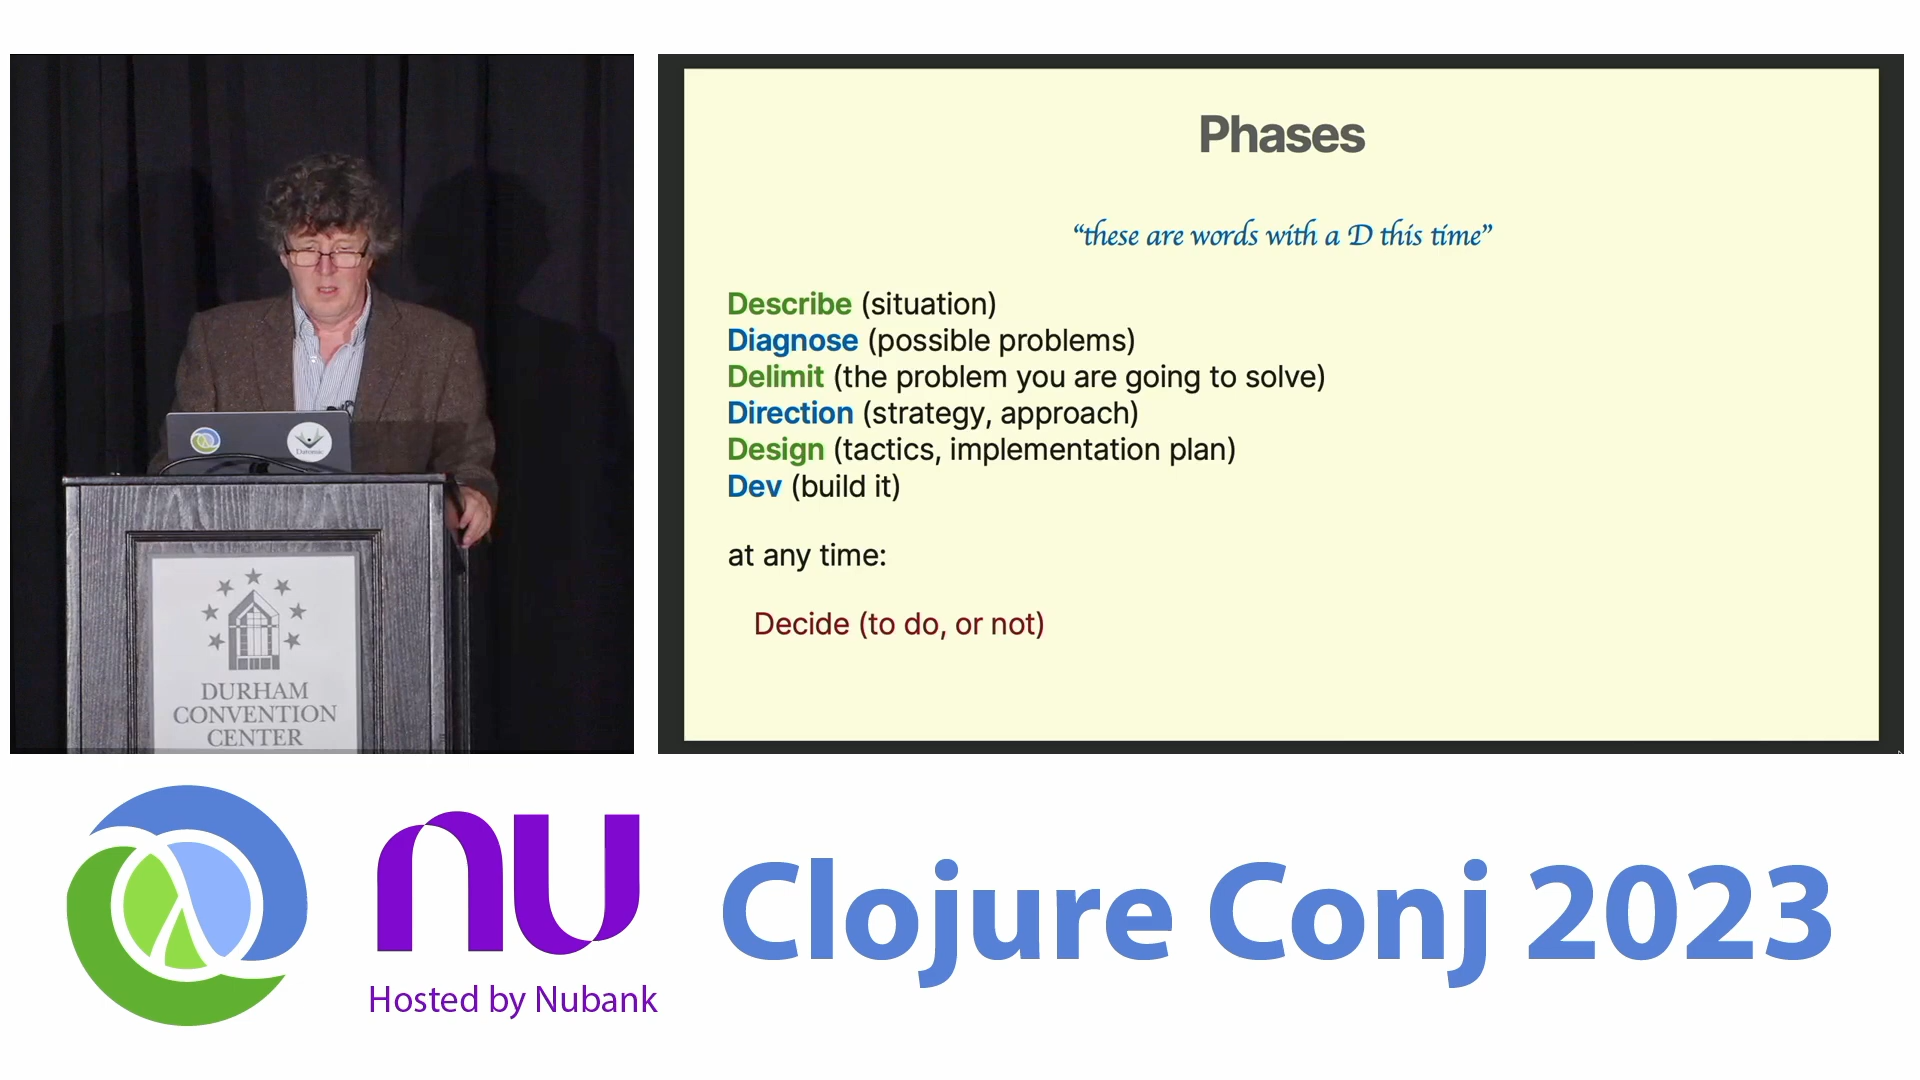 Phases
“these are words with a D this time”
Describe (situation)
Diagnose (possible problems)
Delimit (the problem you are going to solve)
Direction (strategy, approach)
Design (tactics, implementation plan)
Dev (build it)
at any time:
Decide (to do, or not)
Datomic
DURHAM
CONVENTION
CENTER
nu
Hosted by Nubank
Clojure Conj 2023